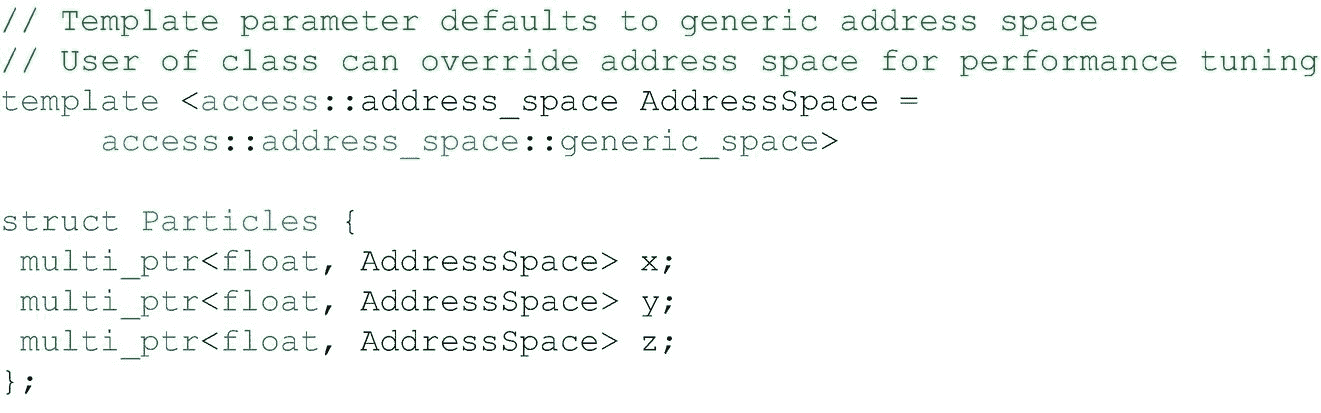 // Template parameter defaults to generic address space
// User of class can override address space for performance tuning
template <access::address_space AddressSpace =
     access::address_space::generic_space>

struct Particles {
 multi_ptr<float, AddressSpace> x;
 multi_ptr<float, AddressSpace> y;
 multi_ptr<float, AddressSpace> z;
};